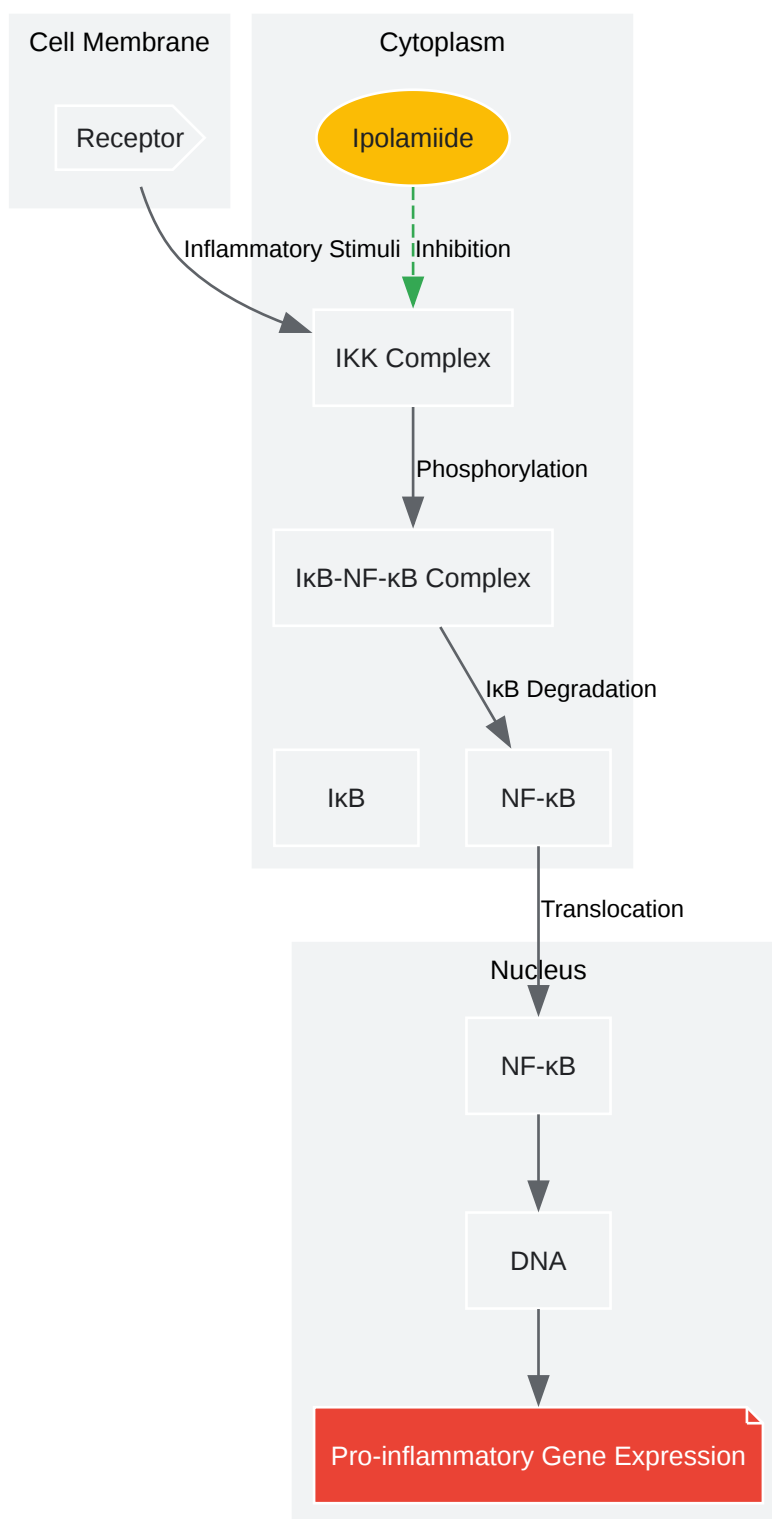 Cell Membrane
Cytoplasm
Receptor
Ipolamiide
Inflammatory Stimuli
Inhibition
IKK Complex
Phosphorylation
IκB-NF-κB Complex
IκB Degradation
IκB
NF-κB
Translocation
Nucleus
NF-κB
DNA
Pro-inflammatory Gene Expression